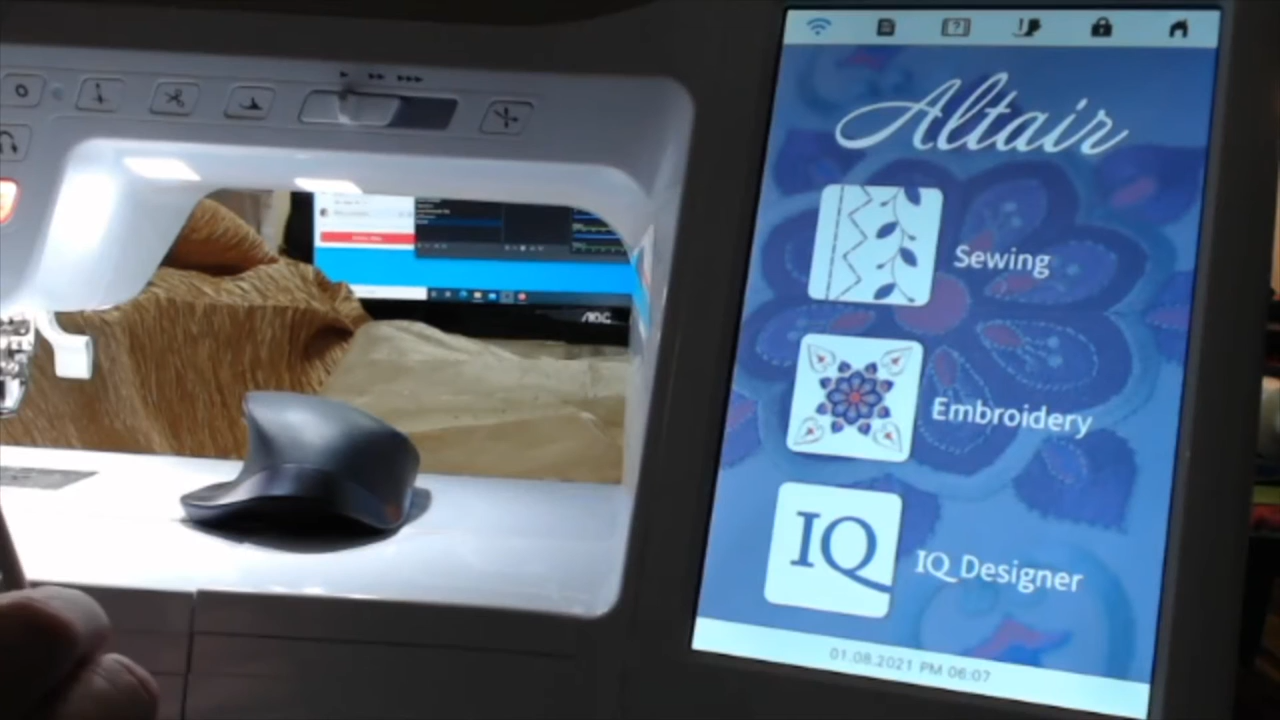 Altair
Sewing
Embroidery
IQ
IQ Designer
01.08.2021 PM 06:07
AOC